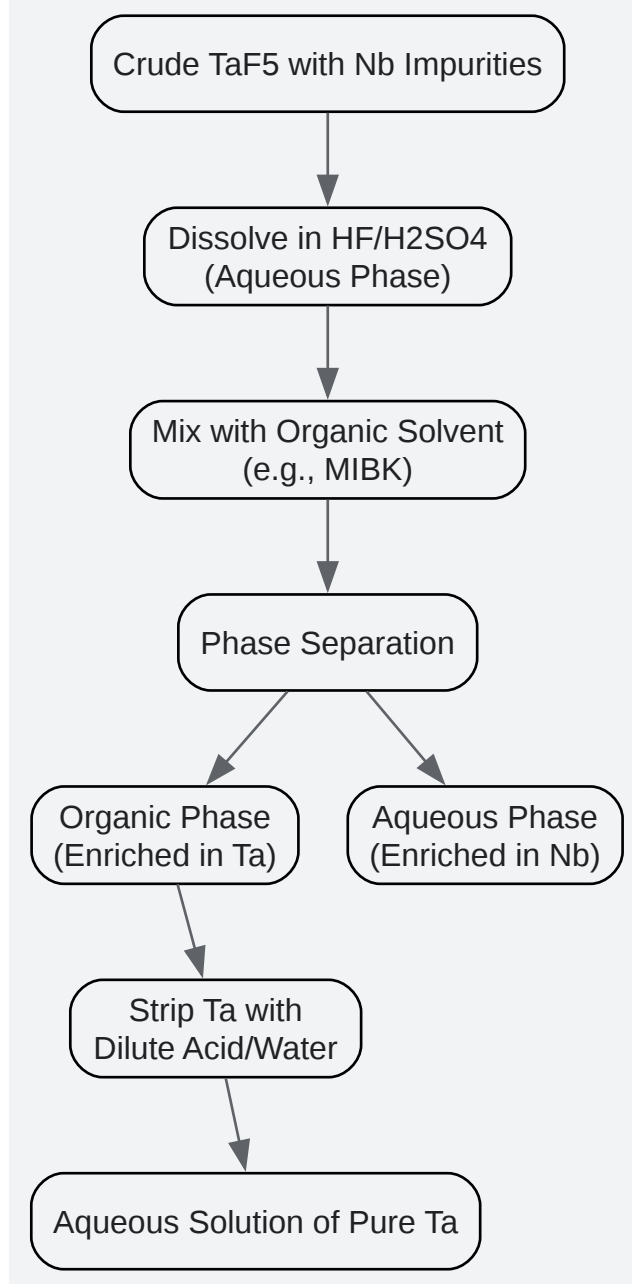 Crude TaF5 with Nb Impurities
Dissolve in HF/H2SO4
(Aqueous Phase)
Mix with Organic Solvent
(e.g., MIBK)
Phase Separation
Organic Phase
(Enriched in Ta)
Aqueous Phase
(Enriched in Nb)
Strip Ta with
Dilute Acid/Water
Aqueous Solution of Pure Ta